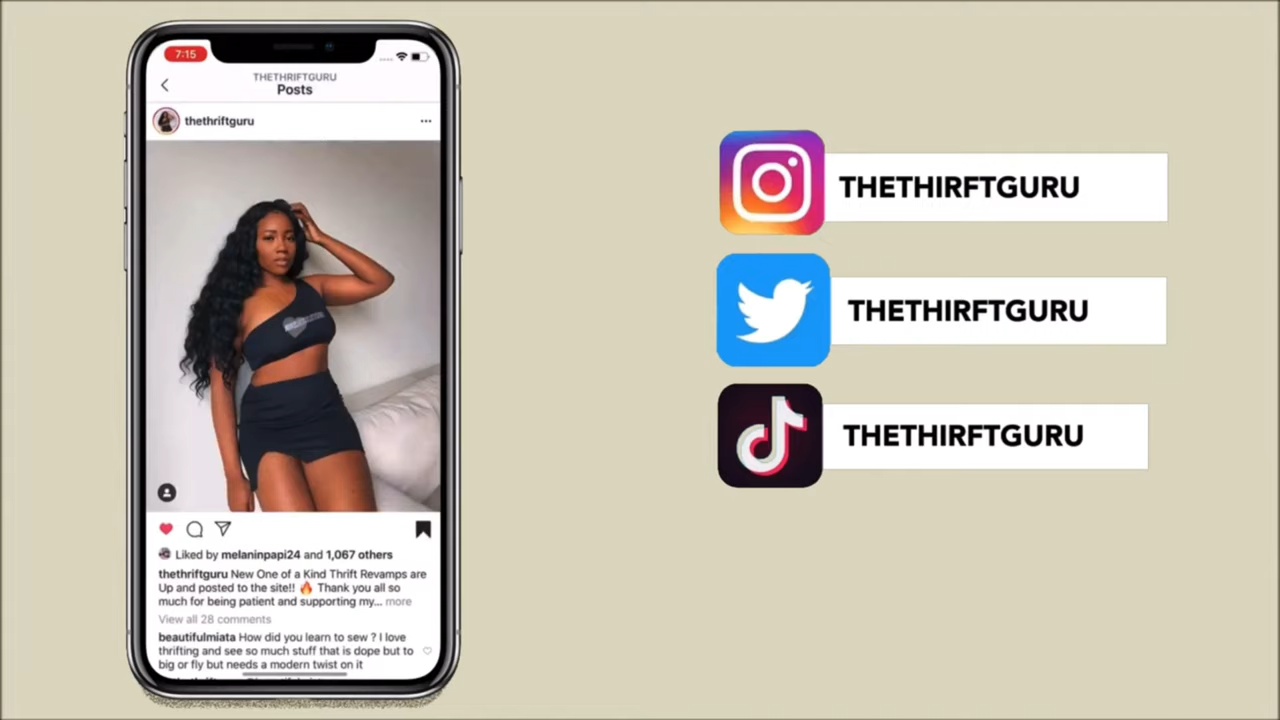 7:15
THETHRIFTGURU
Posts
thethriftguru
Liked by melaninpapi24 and 1,067 others
thethriftguru New One of a Kind Thrift Revamps are
Up and posted to the site!! 🔥 Thank you all so
much for being patient and supporting my... more
View all 28 comments
beautifulmiata How did you learn to sew ? I love
thrifting and see so much stuff that is dope but to
big or fly but needs a modern twist on it
THETHIRFTGURU
THETHIRFTGURU
THETHIRFTGURU